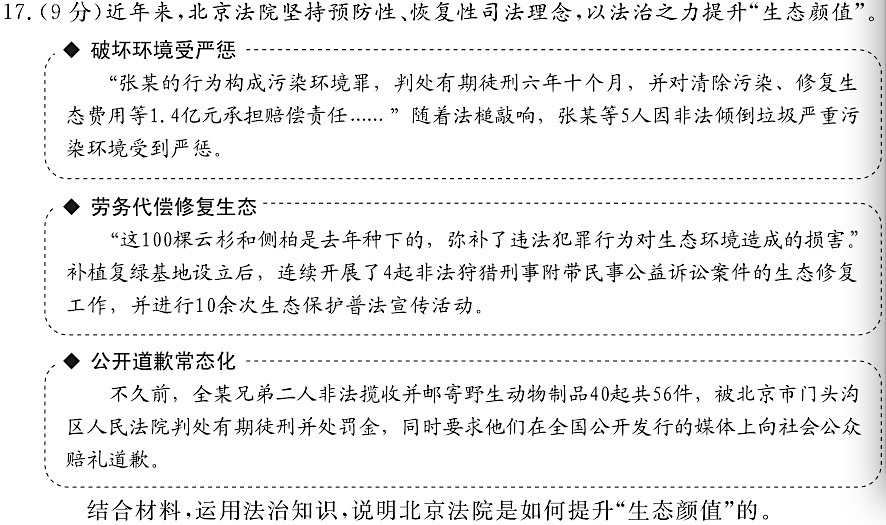 17.(9分)近年来,北京法院坚持预防性、恢复性司法理念,以法治之力提升“生态颜值”。
◆ 破坏环境受严惩
“张某的行为构成污染环境罪，判处有期徒刑六年十个月，并对清除污染、修复生
态费用等1.4亿元承担赔偿责任……”随着法槌敲响，张某等5人因非法倾倒垃圾严重污
染环境受到严惩。
◆ 劳务代偿修复生态
“这100棵云杉和侧柏是去年种下的，弥补了违法犯罪行为对生态环境造成的损害。”
补植复绿基地设立后，连续开展了4起非法狩猎刑事附带民事公益诉讼案件的生态修复
工作，并进行10余次生态保护普法宣传活动。
◆ 公开道歉常态化
不久前，全某兄弟二人非法揽收并邮寄野生动物制品40起共56件，被北京市门头沟
区人民法院判处有期徒刑并处罚金，同时要求他们在全国公开发行的媒体上向社会公众
赔礼道歉。
结合材料,运用法治知识,说明北京法院是如何提升“生态颜值”的。